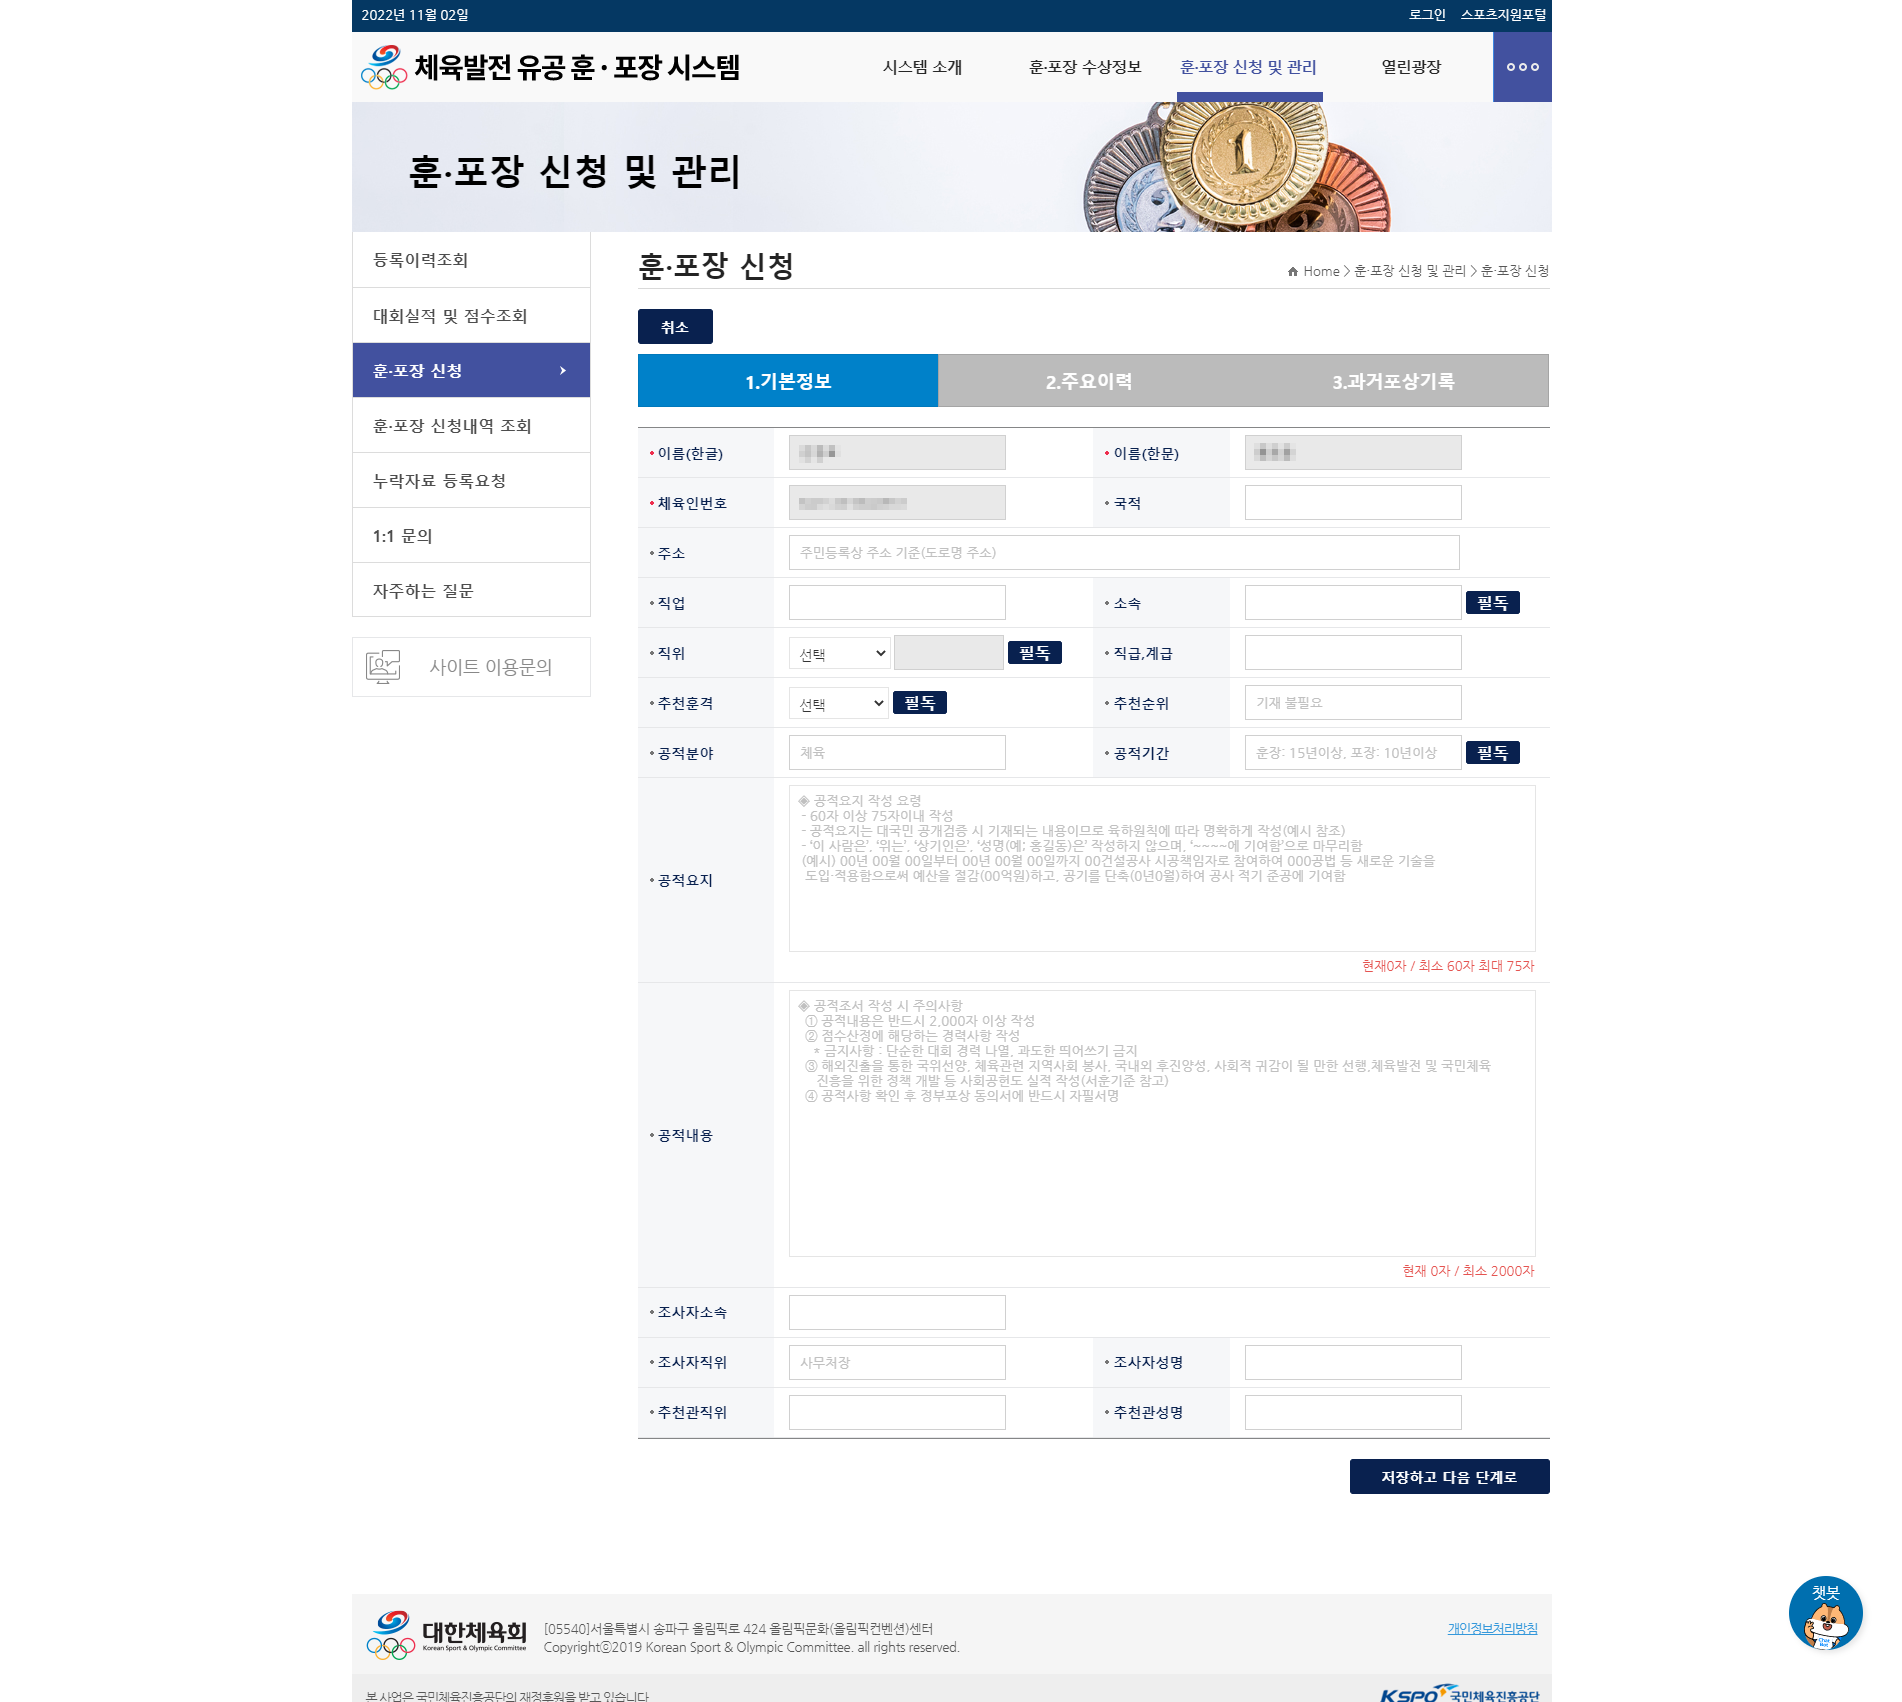 2022년 11월 02일
로그인 스포츠지원포털
체육발전 유공 훈 · 포장 시스템
시스템 소개
훈·포장 수상정보
훈·포장 신청 및 관리
열린광장
훈·포장 신청 및 관리
1
등록이력조회
대회실적 및 점수조회
훈·포장 신청
훈·포장 신청내역 조회
누락자료 등록요청
1:1 문의
자주하는 질문
사이트 이용문의
훈·포장 신청
Home > 훈·포장 신청 및 관리 > 훈·포장 신청
취소
1.기본정보
2.주요이력
3.과거포상기록
이름(한글)
이름(한문)
체육인번호
국적
주소
주민등록상 주소 기준(도로명 주소)
직업
소속
필독
직위
선택
필독
직급,계급
추천훈격
선택
필독
추천순위
기재 불필요
공적분야
체육
공적기간
훈장: 15년이상, 포장: 10년이상
필독
공적요지
◈ 공적요지 작성 요령
- 60자 이상 75자이내 작성
- 공적요지는 대국민 공개검증 시 기재되는 내용이므로 육하원칙에 따라 명확하게 작성(예시 참조)
- ‘이 사람은’, ‘위는’, ‘상기인은’, ‘성명(예; 홍길동)은’ 작성하지 않으며, ‘~~~~에 기여함’으로 마무리함
(예시) 00년 00월 00일부터 00년 00월 00일까지 00건설공사 시공책임자로 참여하여 000공법 등 새로운 기술을
도입·적용함으로써 예산을 절감(00억원)하고, 공기를 단축(0년0월)하여 공사 적기 준공에 기여함
현재0자 / 최소 60자 최대 75자
공적내용
◈ 공적조서 작성 시 주의사항
① 공적내용은 반드시 2,000자 이상 작성
② 점수산정에 해당하는 경력사항 작성
* 금지사항 : 단순한 대회 경력 나열, 과도한 띄어쓰기 금지
③ 해외진출을 통한 국위선양, 체육관련 지역사회 봉사, 국내외 후진양성, 사회적 귀감이 될 만한 선행,체육발전 및 국민체육
진흥을 위한 정책 개발 등 사회공헌도 실적 작성(서훈기준 참고)
④ 공적사항 확인 후 정부포상 동의서에 반드시 자필서명
현재 0자 / 최소 2000자
조사자소속
조사자직위
사무처장
조사자성명
추천관직위
추천관성명
저장하고 다음 단계로
챗봇
Chat Bot
대한체육회
Korean Sport & Olympic Committee
[05540]서울특별시 송파구 올림픽로 424 올림픽문화(올림픽컨벤션)센터
Copyrightⓒ2019 Korean Sport & Olympic Committee. all rights reserved.
개인정보처리방침
본 사업은 국민체육진흥공단의 재정후원을 받고 있습니다
KSPO 국민체육진흥공단